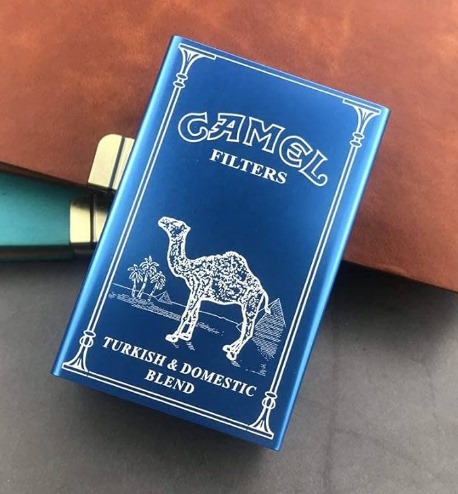 CAMEL
FILTERS
TURKISH & DOMESTIC
BLEND